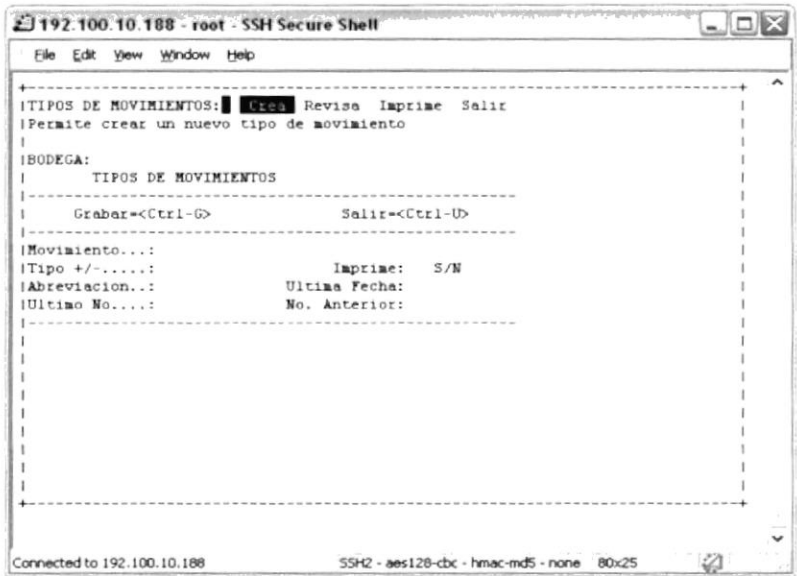 192.100.10.188 - root - SSH Secure Shell
File Edit View Window Help
TIPOS DE MOVIMIENTOS: Crea Revisa Imprime Salir
Permite crear un nuevo tipo de movimiento
BODEGA:
TIPOS DE MOVIMIENTOS
Grabar=<Ctrl-G> Salir=<Ctrl-U>
Movimiento...:
Tipo +/-.....: Imprime: S/N
Abreviacion..: Ultima Fecha:
Ultimo No....: No. Anterior:
Connected to 192.100.10.188 SSH2 - aes128-cbc - hmac-md5 - none 80x25